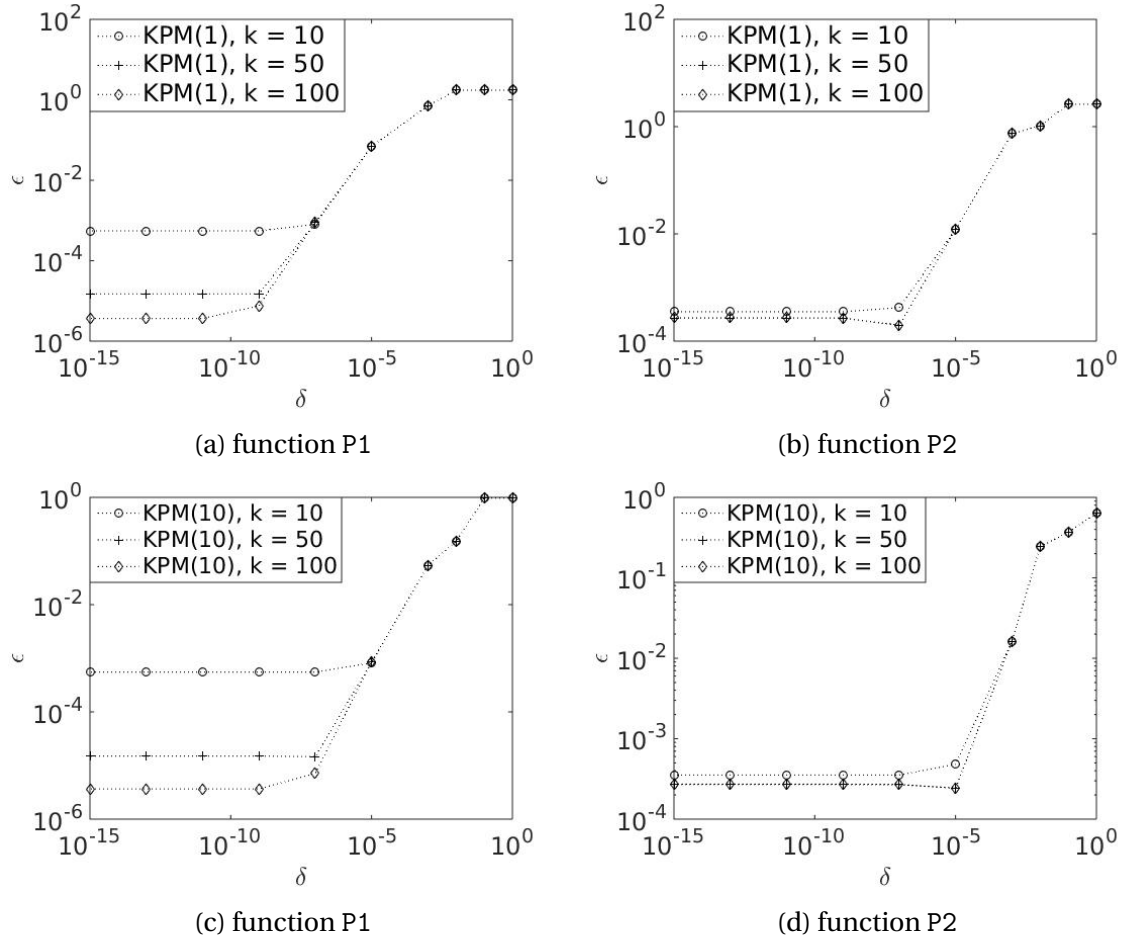 10^2
10^0
10^-2
10^-4
10^-6
ϵ
KPM(1), k = 10
KPM(1), k = 50
KPM(1), k = 100
10^-15
10^-10
10^-5
10^0
δ
(a) function P1
10^2
10^0
10^-2
10^-4
ϵ
KPM(1), k = 10
KPM(1), k = 50
KPM(1), k = 100
10^-15
10^-10
10^-5
10^0
δ
(b) function P2
10^0
10^-2
10^-4
10^-6
ϵ
KPM(10), k = 10
KPM(10), k = 50
KPM(10), k = 100
10^-15
10^-10
10^-5
10^0
δ
(c) function P1
10^0
10^-1
10^-2
10^-3
10^-4
ϵ
KPM(10), k = 10
KPM(10), k = 50
KPM(10), k = 100
10^-15
10^-10
10^-5
10^0
δ
(d) function P2